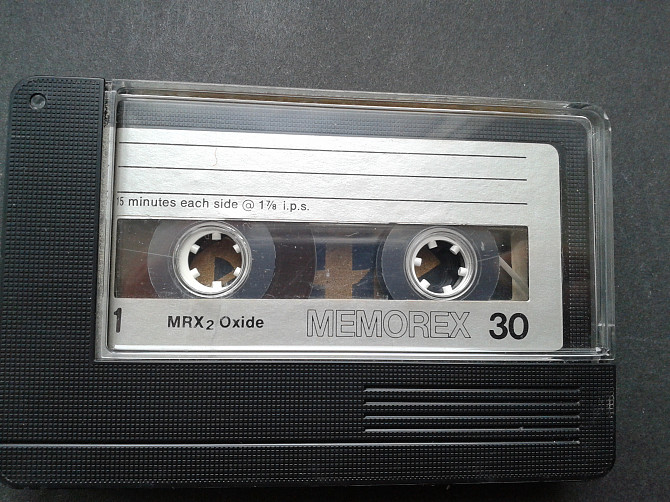 15 minutes each side @ 1⅞ i.p.s.
1 MRX₂ Oxide MEMOREX 30